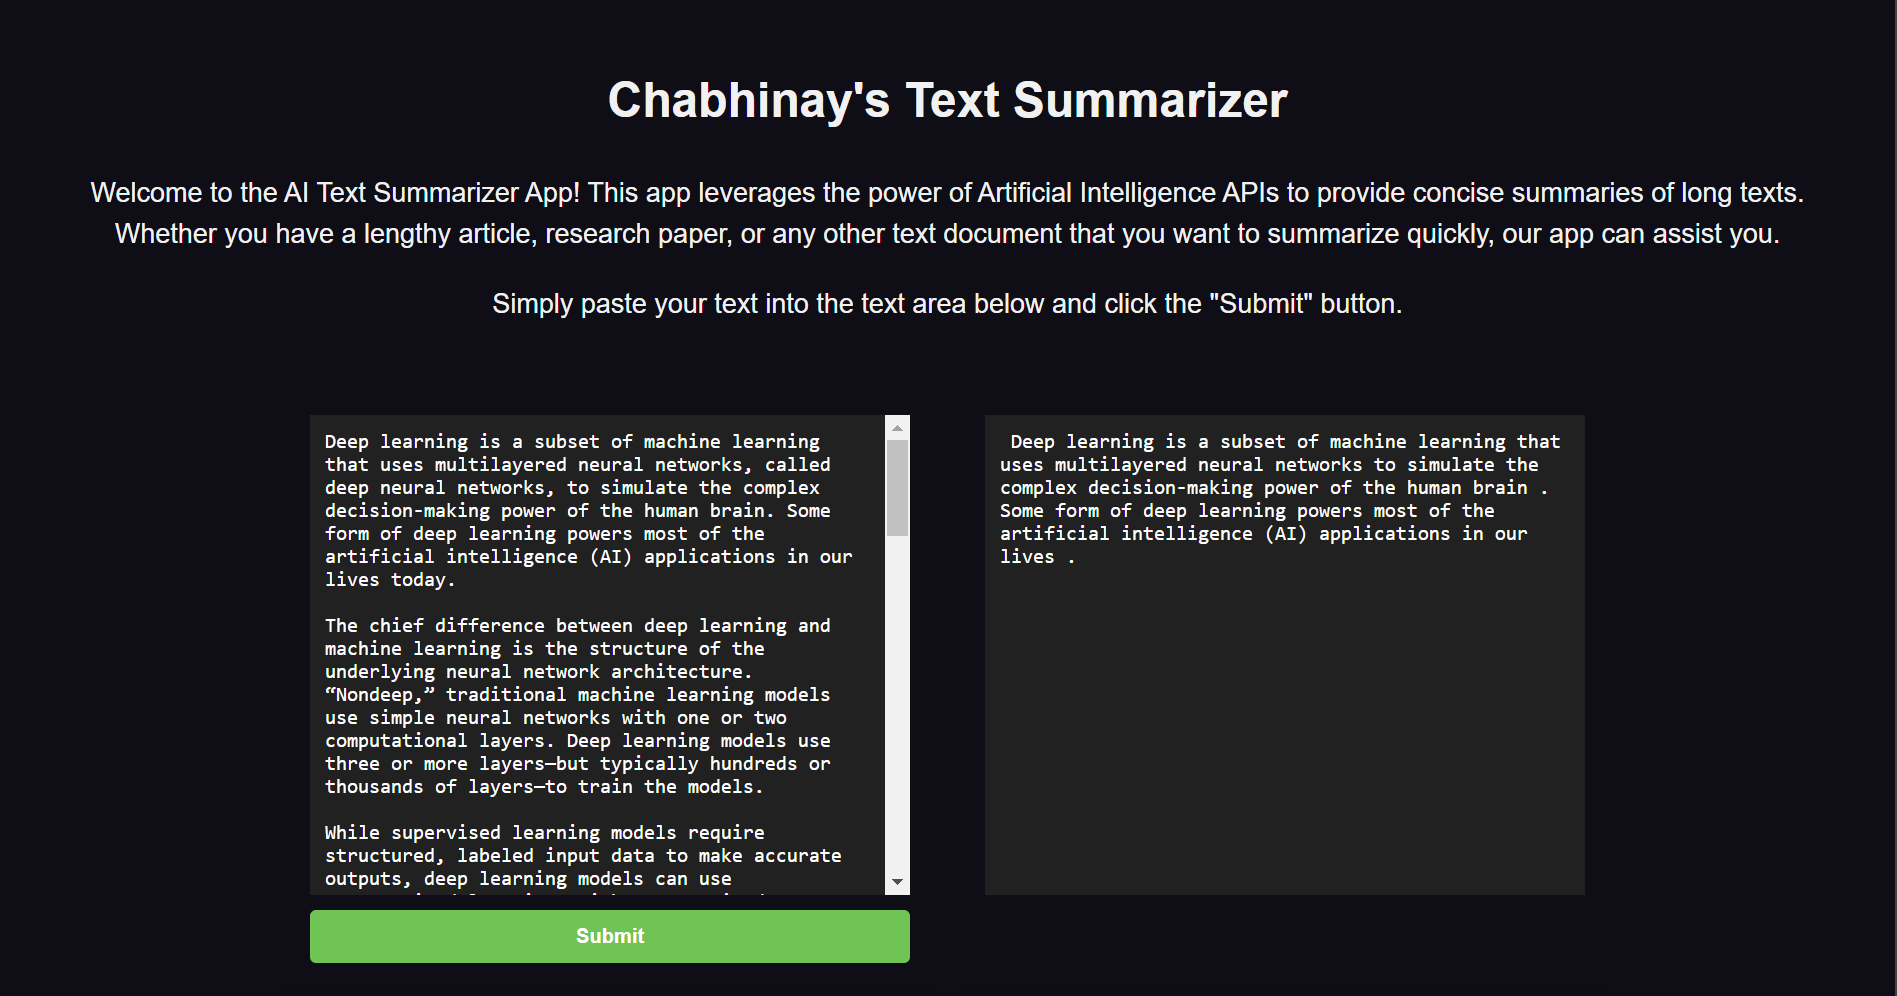 Chabhinay's Text Summarizer
Welcome to the AI Text Summarizer App! This app leverages the power of Artificial Intelligence APIs to provide concise summaries of long texts.
Whether you have a lengthy article, research paper, or any other text document that you want to summarize quickly, our app can assist you.
Simply paste your text into the text area below and click the "Submit" button.
Deep learning is a subset of machine learning
that uses multilayered neural networks, called
deep neural networks, to simulate the complex
decision-making power of the human brain. Some
form of deep learning powers most of the
artificial intelligence (AI) applications in our
lives today.
The chief difference between deep learning and
machine learning is the structure of the
underlying neural network architecture.
“Nondeep,” traditional machine learning models
use simple neural networks with one or two
computational layers. Deep learning models use
three or more layers—but typically hundreds or
thousands of layers—to train the models.
While supervised learning models require
structured, labeled input data to make accurate
outputs, deep learning models can use
Submit
Deep learning is a subset of machine learning that
uses multilayered neural networks to simulate the
complex decision-making power of the human brain .
Some form of deep learning powers most of the
artificial intelligence (AI) applications in our
lives .